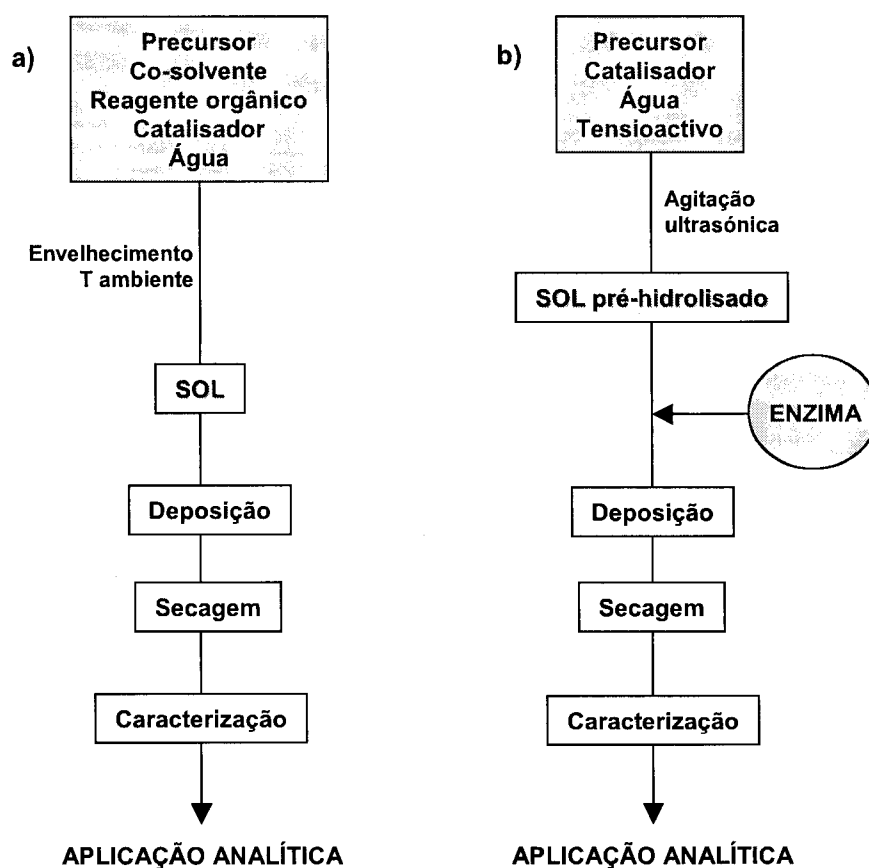 a)
Precursor
Co-solvente
Reagente orgânico
Catalisador
Água
Envelhecimento
T ambiente
SOL
Deposição
Secagem
Caracterização
APLICAÇÃO ANALÍTICA
b)
Precursor
Catalisador
Água
Tensioactivo
Agitação
ultrasónica
SOL pré-hidrolisado
ENZIMA
Deposição
Secagem
Caracterização
APLICAÇÃO ANALÍTICA